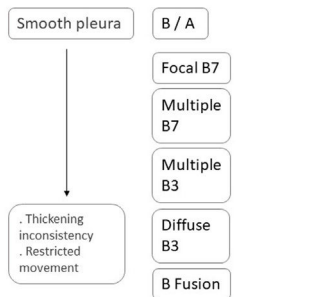 Smooth pleura
B / A
Focal B7
Multiple
B7
Multiple
B3
. Thickening
inconsistency
. Restricted
movement
Diffuse
B3
B Fusion